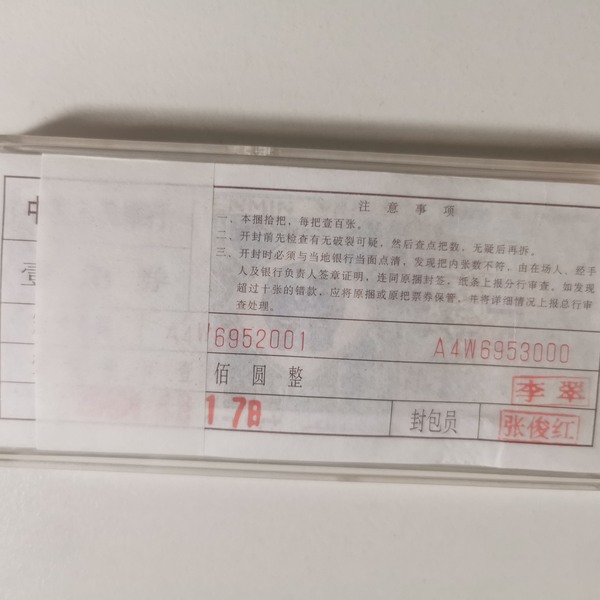 注意事项
一、本捆拾把，每把壹百张。
二、开封前先检查有无破裂可疑，然后查点把数，无疑后再拆。
三、开封时必须与当地银行当面点清，发现把内张数不符，由在场人、经手
人及银行负责人签章证明，连同原捆封签，纸条上报分行审查。如发现
超过十张的错款，应将原捆或原把票券保管，并将详细情况上报总行审
查处理。
A4W6952001 A4W6953000
佰圆整 李翠
178 封包员 张俊红